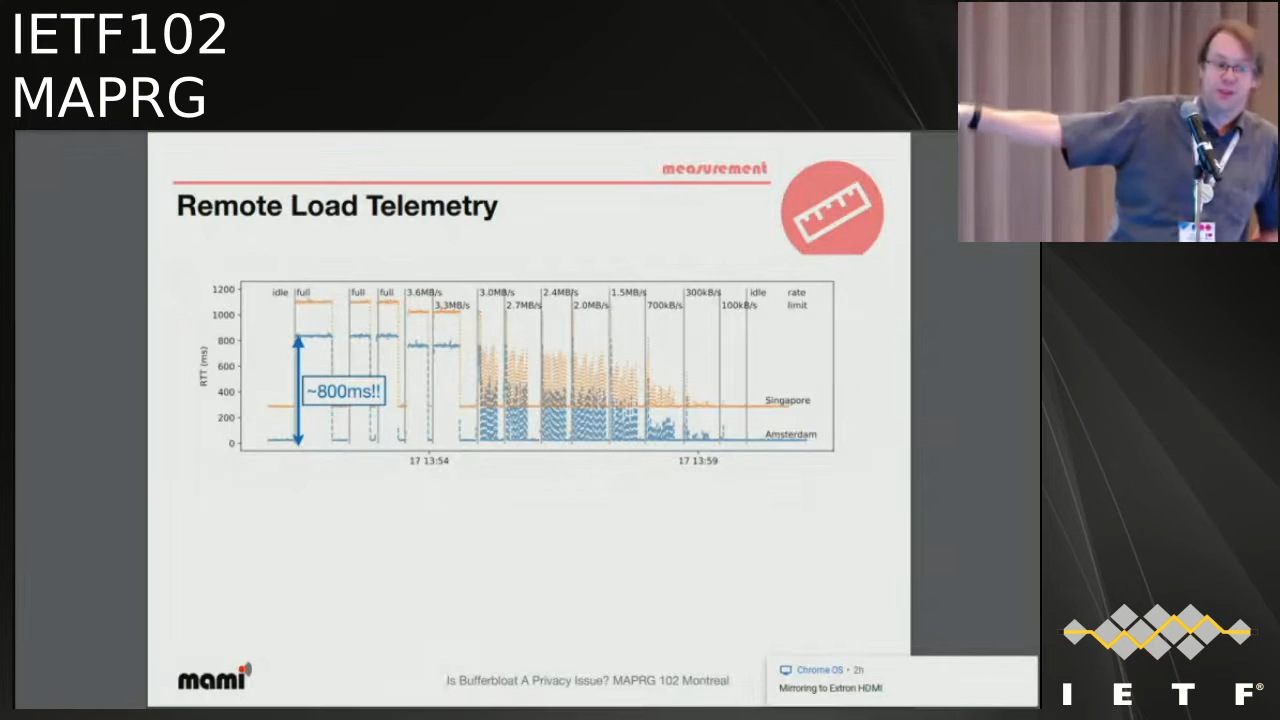 IETF102
MAPRG
measurement
Remote Load Telemetry
1200
1000
800
600
400
200
0
RTT (ms)
idle full full full 3.6MB/s 3.0MB/s 2.4MB/s 1.5MB/s 300kB/s idle rate
3.3MB/s 2.7MB/s 2.0MB/s 700kB/s 100kB/s limit
~800ms!!
Singapore
Amsterdam
17 13:54 17 13:59
mami
Is Bufferbloat A Privacy Issue? MAPRG 102 Montreal
Chrome OS • 2h
Mirroring to Extron HDMI
I E T F®